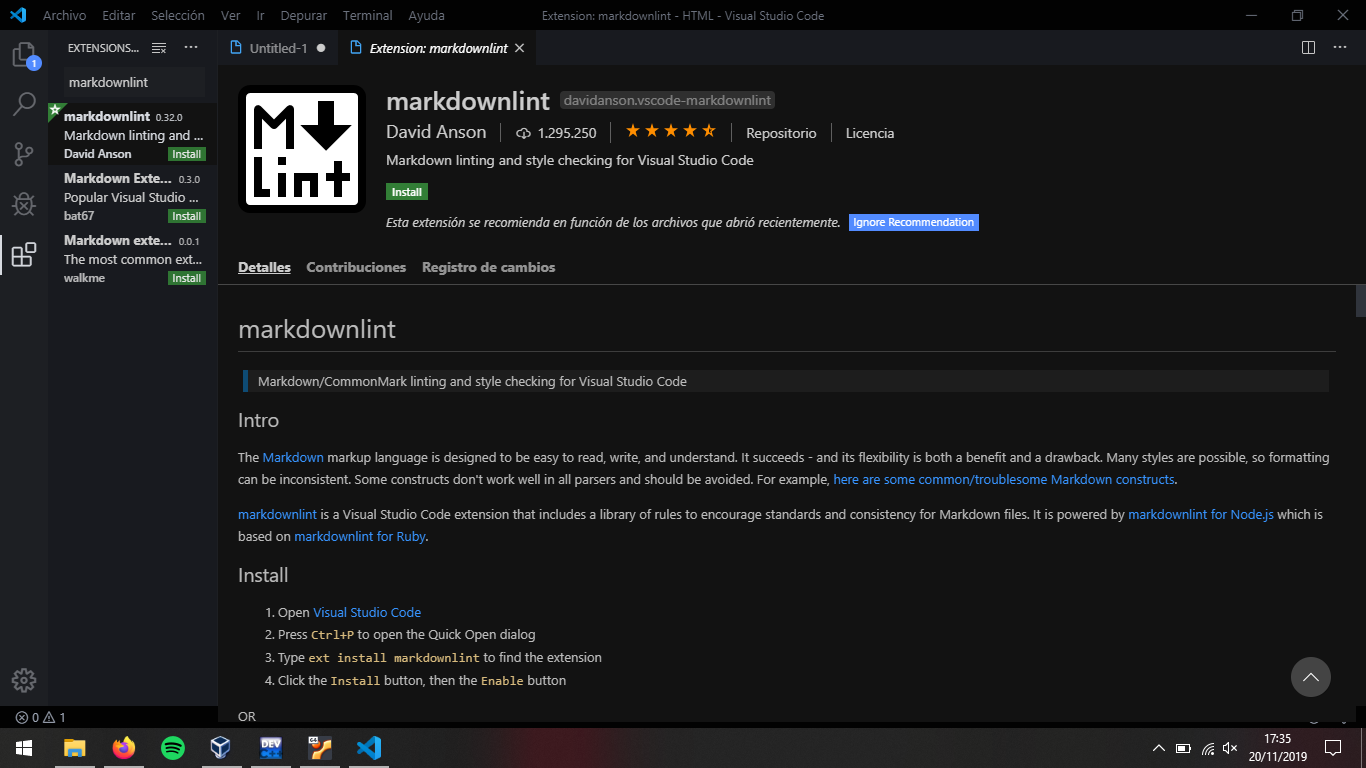 Archivo Editar Selección Ver Ir Depurar Terminal Ayuda
Extension: markdownlint - HTML - Visual Studio Code
EXTENSIONS...
Untitled-1
Extension: markdownlint
1
markdownlint
markdownlint 0.32.0
Markdown linting and ...
David Anson Install
Markdown Exte... 0.3.0
Popular Visual Studio ...
bat67 Install
Markdown exte... 0.0.1
The most common ext...
walkme Install
M
Lint
markdownlint davidanson.vscode-markdownlint
David Anson 1.295.250 Repositorio Licencia
Markdown linting and style checking for Visual Studio Code
Install
Esta extensión se recomienda en función de los archivos que abrió recientemente. Ignore Recommendation
Detalles Contribuciones Registro de cambios
markdownlint
Markdown/CommonMark linting and style checking for Visual Studio Code
Intro
The Markdown markup language is designed to be easy to read, write, and understand. It succeeds - and its flexibility is both a benefit and a drawback. Many styles are possible, so formatting
can be inconsistent. Some constructs don't work well in all parsers and should be avoided. For example, here are some common/troublesome Markdown constructs.
markdownlint is a Visual Studio Code extension that includes a library of rules to encourage standards and consistency for Markdown files. It is powered by markdownlint for Node.js which is
based on markdownlint for Ruby.
Install
1. Open Visual Studio Code
2. Press Ctrl+P to open the Quick Open dialog
3. Type ext install markdownlint to find the extension
4. Click the Install button, then the Enable button
OR
0 1
DEV
17:35
20/11/2019